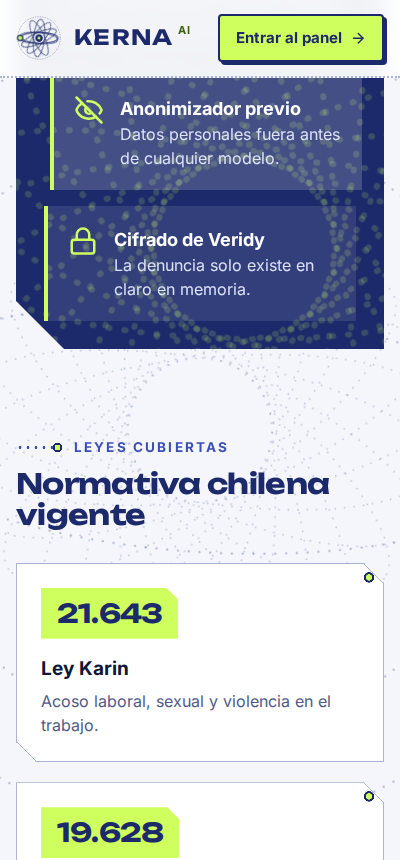 KERNA AI
Entrar al panel →
Anonimizador previo
Datos personales fuera antes
de cualquier modelo.
Cifrado de Veridy
La denuncia solo existe en
claro en memoria.
LEYES CUBIERTAS
Normativa chilena
vigente
21.643
Ley Karin
Acoso laboral, sexual y violencia en el
trabajo.
19.628